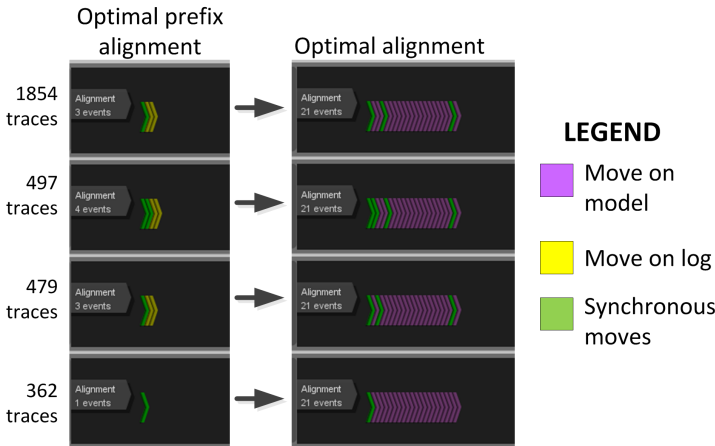 Optimal prefix
alignment
Optimal alignment
1854
traces
Alignment
3 events
Alignment
21 events
497
traces
Alignment
4 events
Alignment
21 events
479
traces
Alignment
3 events
Alignment
21 events
362
traces
Alignment
1 events
Alignment
21 events
LEGEND
Move on
model
Move on log
Synchronous
moves